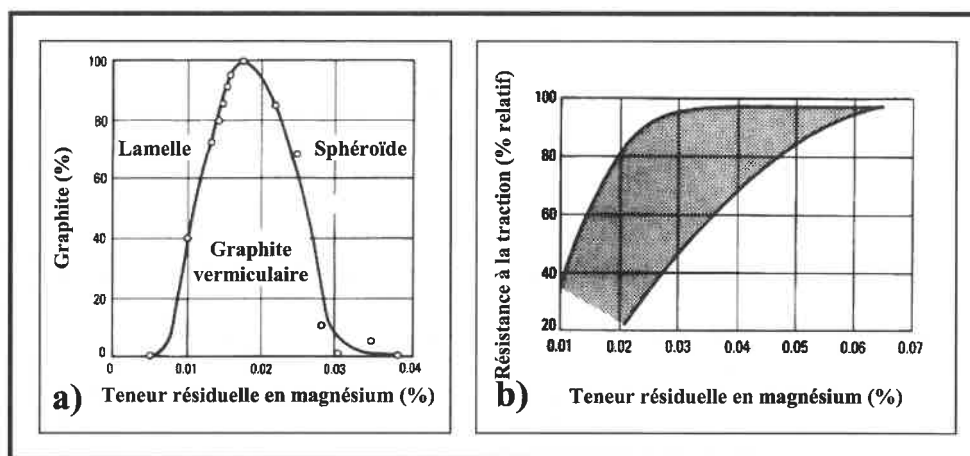 Graphite (%)
100
80
60
40
20
0
Lamelle
Sphéroïde
Graphite
vermiculaire
0
0.01
0.02
0.03
0.04
Teneur résiduelle en magnésium (%)
a)
Résistance à la traction (% relatif)
100
80
60
40
20
0.01
0.02
0.03
0.04
0.05
0.06
0.07
Teneur résiduelle en magnésium (%)
b)